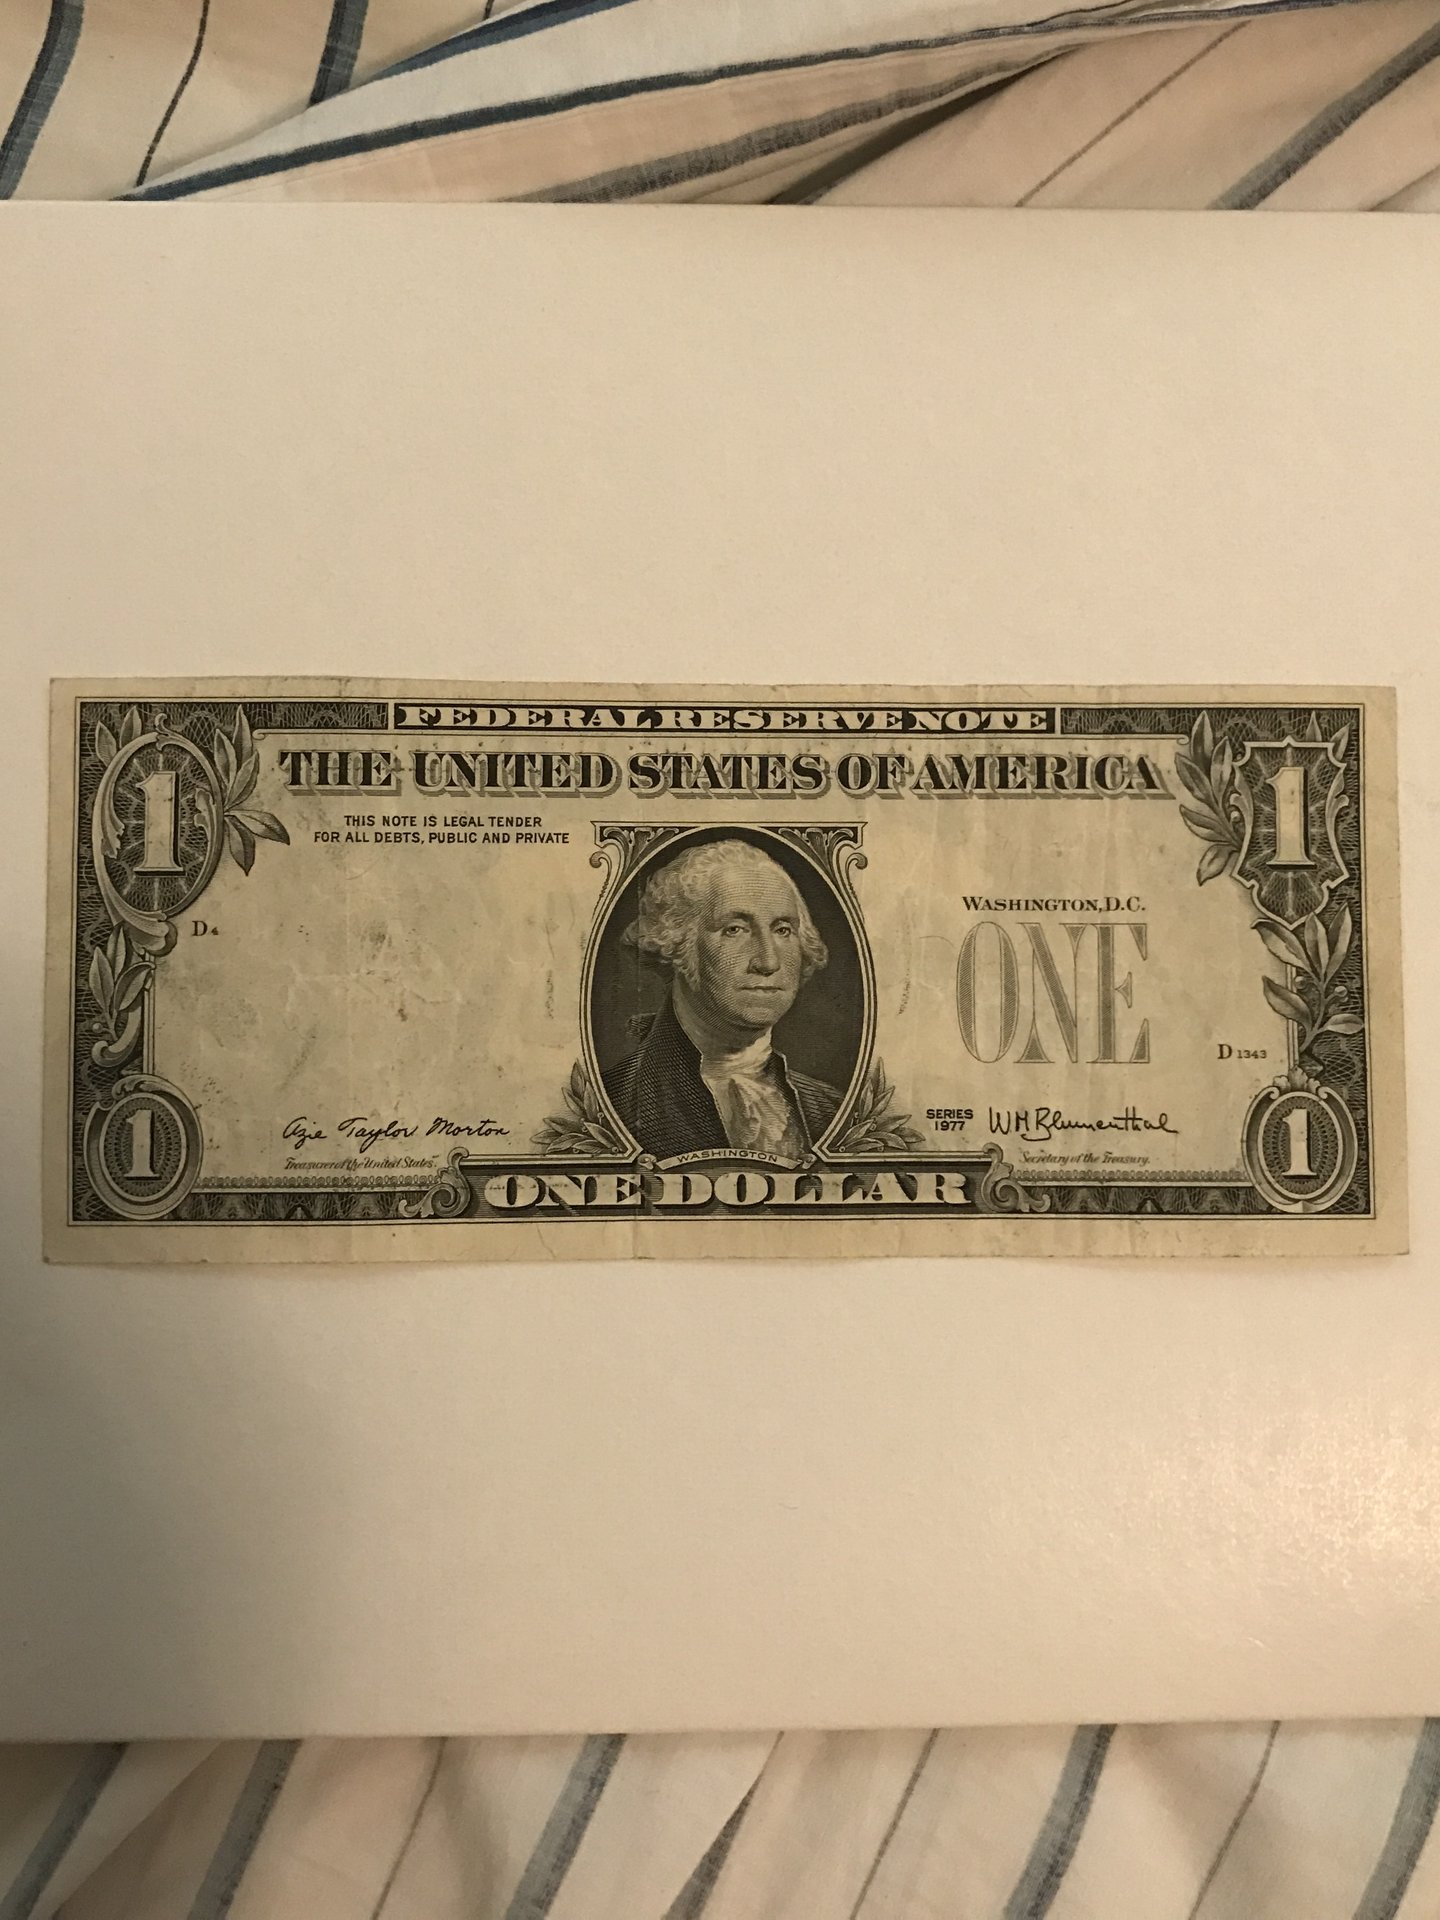 FEDERAL RESERVE NOTE
THE UNITED STATES OF AMERICA
1
1
THIS NOTE IS LEGAL TENDER
FOR ALL DEBTS, PUBLIC AND PRIVATE
WASHINGTON, D.C.
D4
ONE
D 1343
Azie Taylor Morton
Treasurer of the United States.
SERIES
1977
W M Blumenthal
Secretary of the Treasury.
1
WASHINGTON
1
ONE DOLLAR